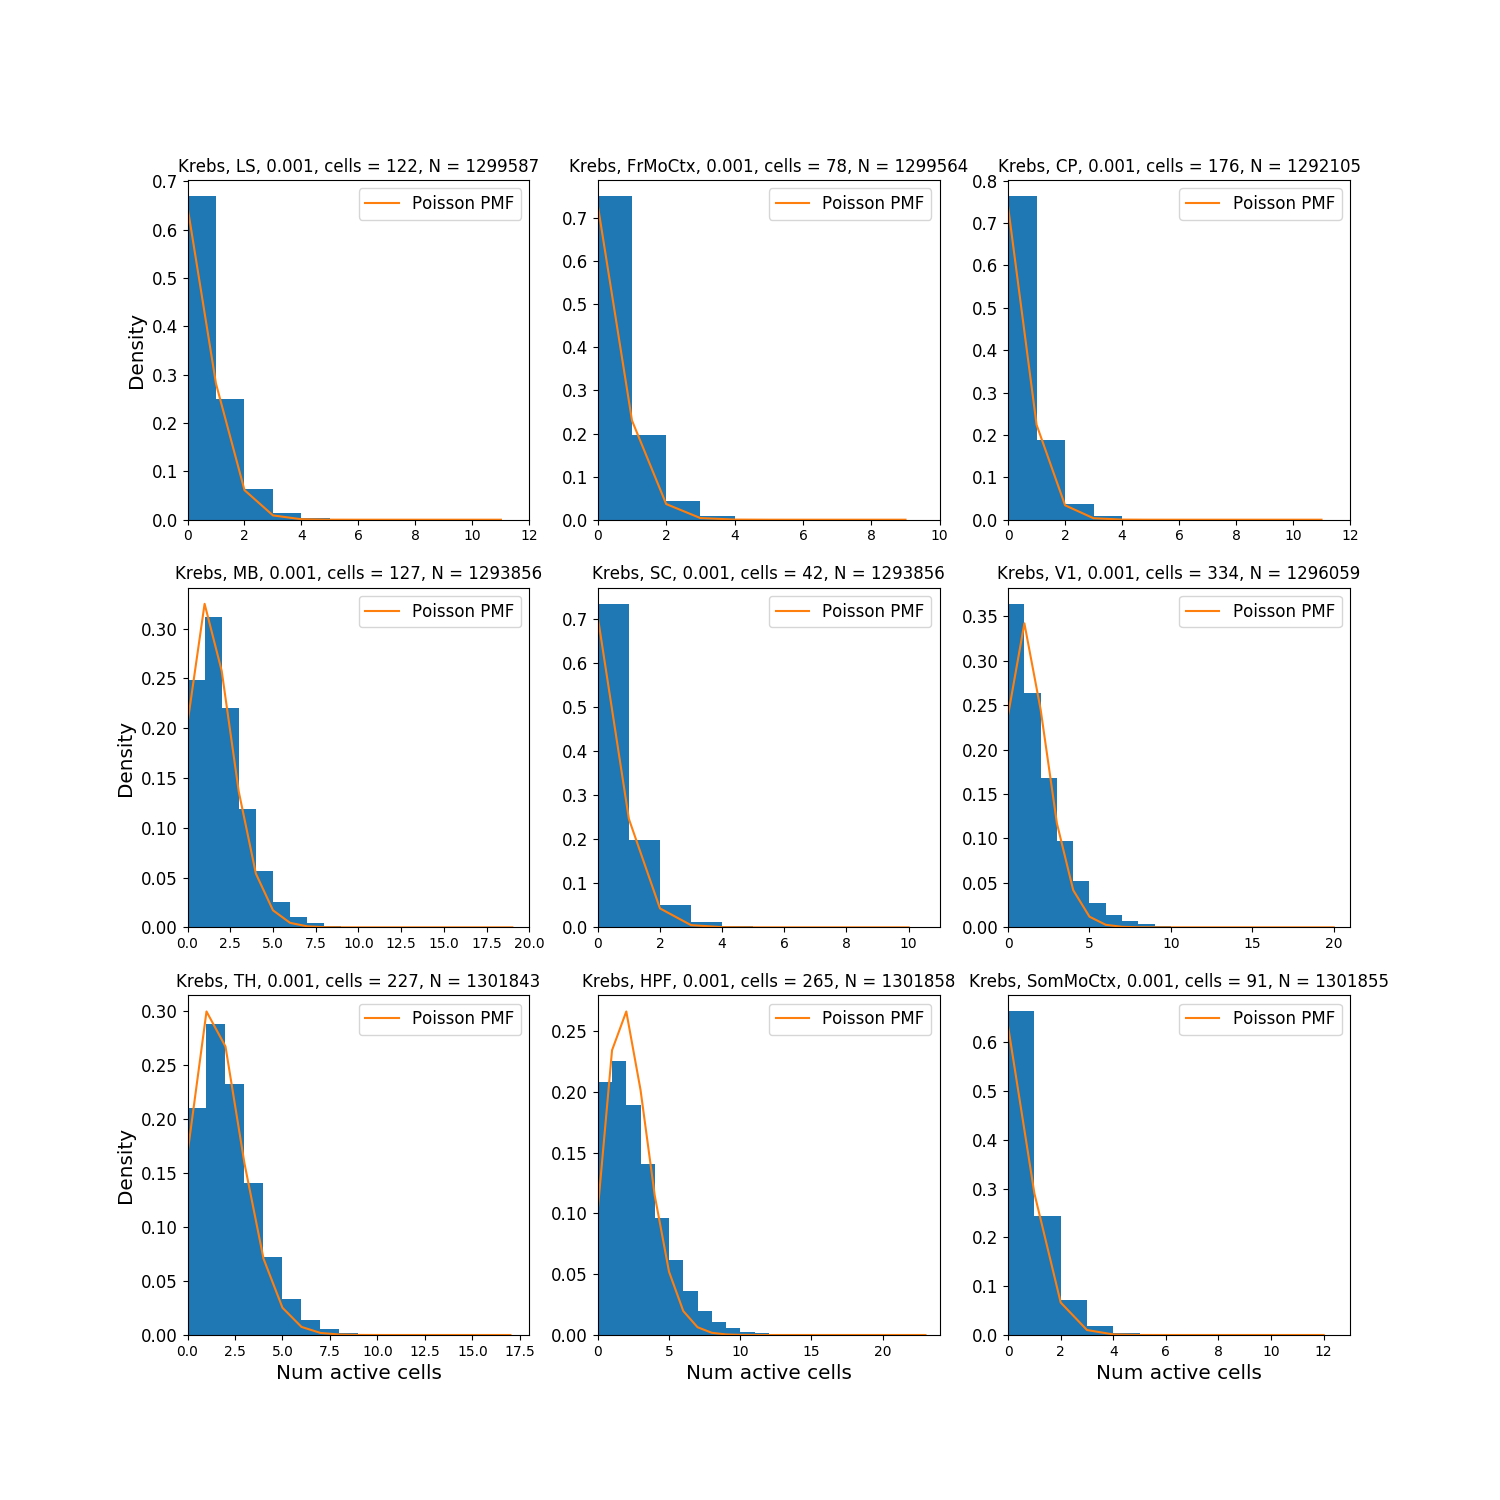 Krebs, LS, 0.001, cells = 122, N = 1299587
Krebs, FrMoCtx, 0.001, cells = 78, N = 1299564
Krebs, CP, 0.001, cells = 176, N = 1292105
0.7
0.6
0.5
0.4
0.3
0.2
0.1
0.0
Density
Poisson PMF
0 2 4 6 8 10 12
0.7
0.6
0.5
0.4
0.3
0.2
0.1
0.0
Poisson PMF
0 2 4 6 8 10
0.8
0.7
0.6
0.5
0.4
0.3
0.2
0.1
0.0
Poisson PMF
0 2 4 6 8 10 12
Krebs, MB, 0.001, cells = 127, N = 1293856
Krebs, SC, 0.001, cells = 42, N = 1293856
Krebs, V1, 0.001, cells = 334, N = 1296059
0.30
0.25
0.20
0.15
0.10
0.05
0.00
Density
Poisson PMF
0.0 2.5 5.0 7.5 10.0 12.5 15.0 17.5 20.0
0.7
0.6
0.5
0.4
0.3
0.2
0.1
0.0
Poisson PMF
0 2 4 6 8 10
0.35
0.30
0.25
0.20
0.15
0.10
0.05
0.00
Poisson PMF
0 5 10 15 20
Krebs, TH, 0.001, cells = 227, N = 1301843
Krebs, HPF, 0.001, cells = 265, N = 1301858
Krebs, SomMoCtx, 0.001, cells = 91, N = 1301855
0.30
0.25
0.20
0.15
0.10
0.05
0.00
Density
Poisson PMF
0.0 2.5 5.0 7.5 10.0 12.5 15.0 17.5
Num active cells
0.25
0.20
0.15
0.10
0.05
0.00
Poisson PMF
0 5 10 15 20
Num active cells
0.6
0.5
0.4
0.3
0.2
0.1
0.0
Poisson PMF
0 2 4 6 8 10 12
Num active cells